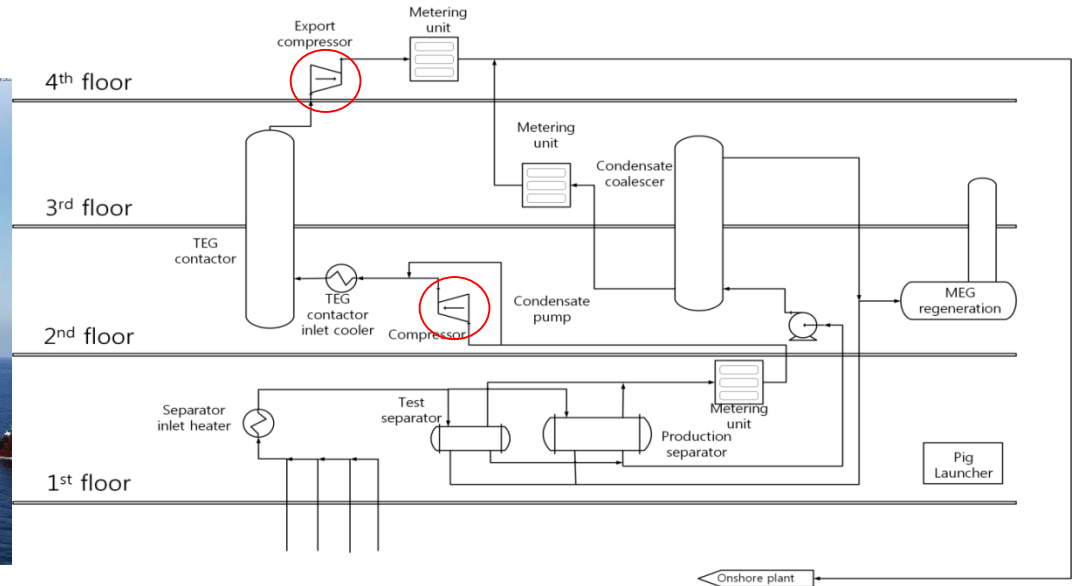 Export
compressor
Metering
unit
4th floor
Metering
unit
Condensate
coalescer
3rd floor
TEG
contactor
TEG
contactor
inlet cooler
Compressor
Condensate
pump
MEG
regeneration
2nd floor
Separator
inlet heater
Test
separator
Metering
unit
Production
separator
Pig
Launcher
1st floor
Onshore plant